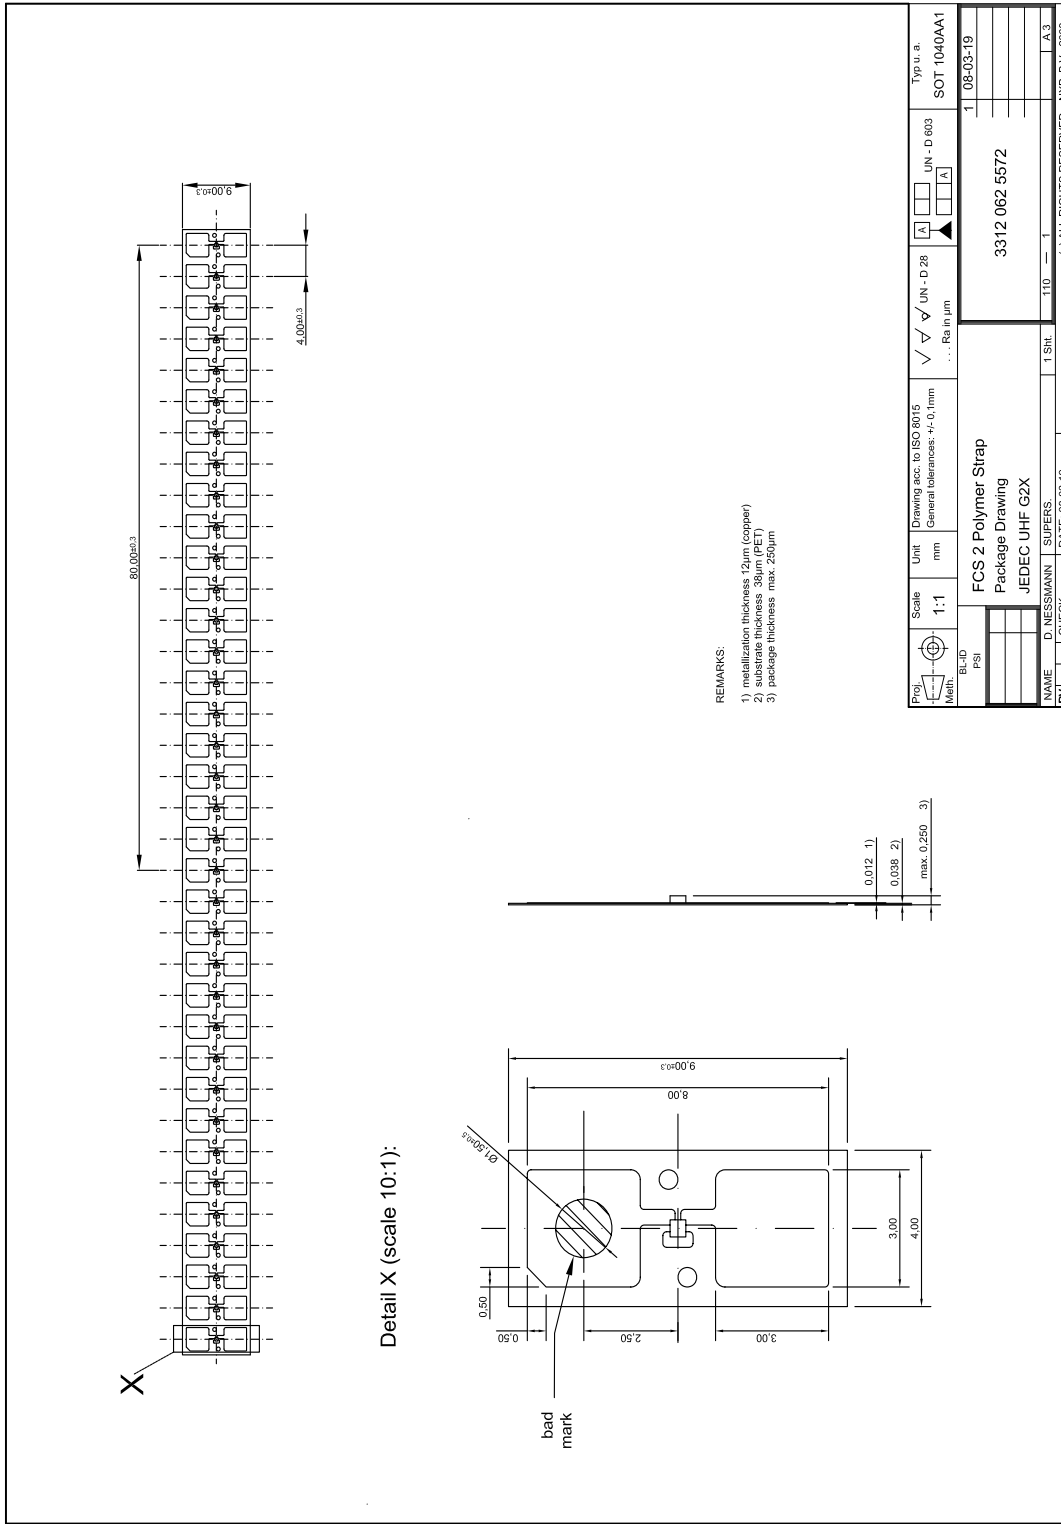 X
80,00±0,3
9,00±0,3
4,00±0,3
Detail X (scale 10:1):
bad
mark
Ø1,50±0,5
0,50
0,50
2,50
3,00
3,00
4,00
8,00
9,00±0,3
0,012 1)
0,038 2)
max. 0,250 3)
REMARKS:
1) metallization thickness 12µm (copper)
2) substrate thickness 38µm (PET)
3) package thickness max. 250µm
Proj.
Meth.
Scale
1:1
Unit
mm
Drawing acc. to ISO 8015
General tolerances: +/- 0,1mm
UN - D 28
. . . Ra in µm
A
UN - D 603
A
Typ u. a.
SOT 1040AA1
BL-ID
PSI
FCS 2 Polymer Strap
Package Drawing
JEDEC UHF G2X
3312 062 5572
1 08-03-19
NAME D. NESSMANN SUPERS. 1 Sht. 110 — 1 A 3